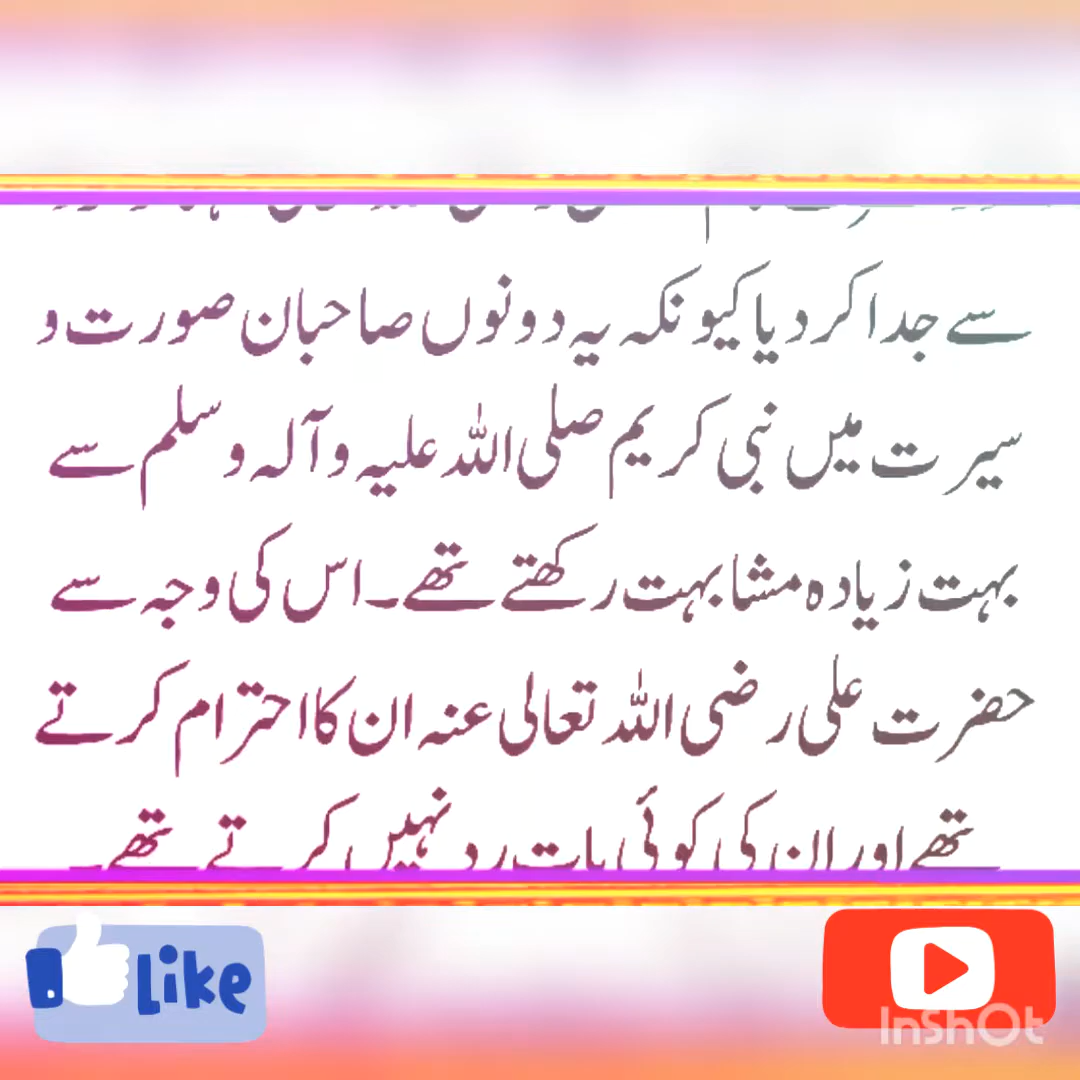 سے جدا کر دیا کیونکہ یہ دونوں صاحبان صورت و
سیرت میں نبی کریم صلی اللہ علیہ وآلہ وسلم سے
بہت زیادہ مشابہت رکھتے تھے۔ اس کی وجہ سے
حضرت علی رضی اللہ تعالی عنہ ان کا احترام کرتے
تھے اور ان کی کوئی بات رد نہیں کرتے تھے۔
Like
InShOt